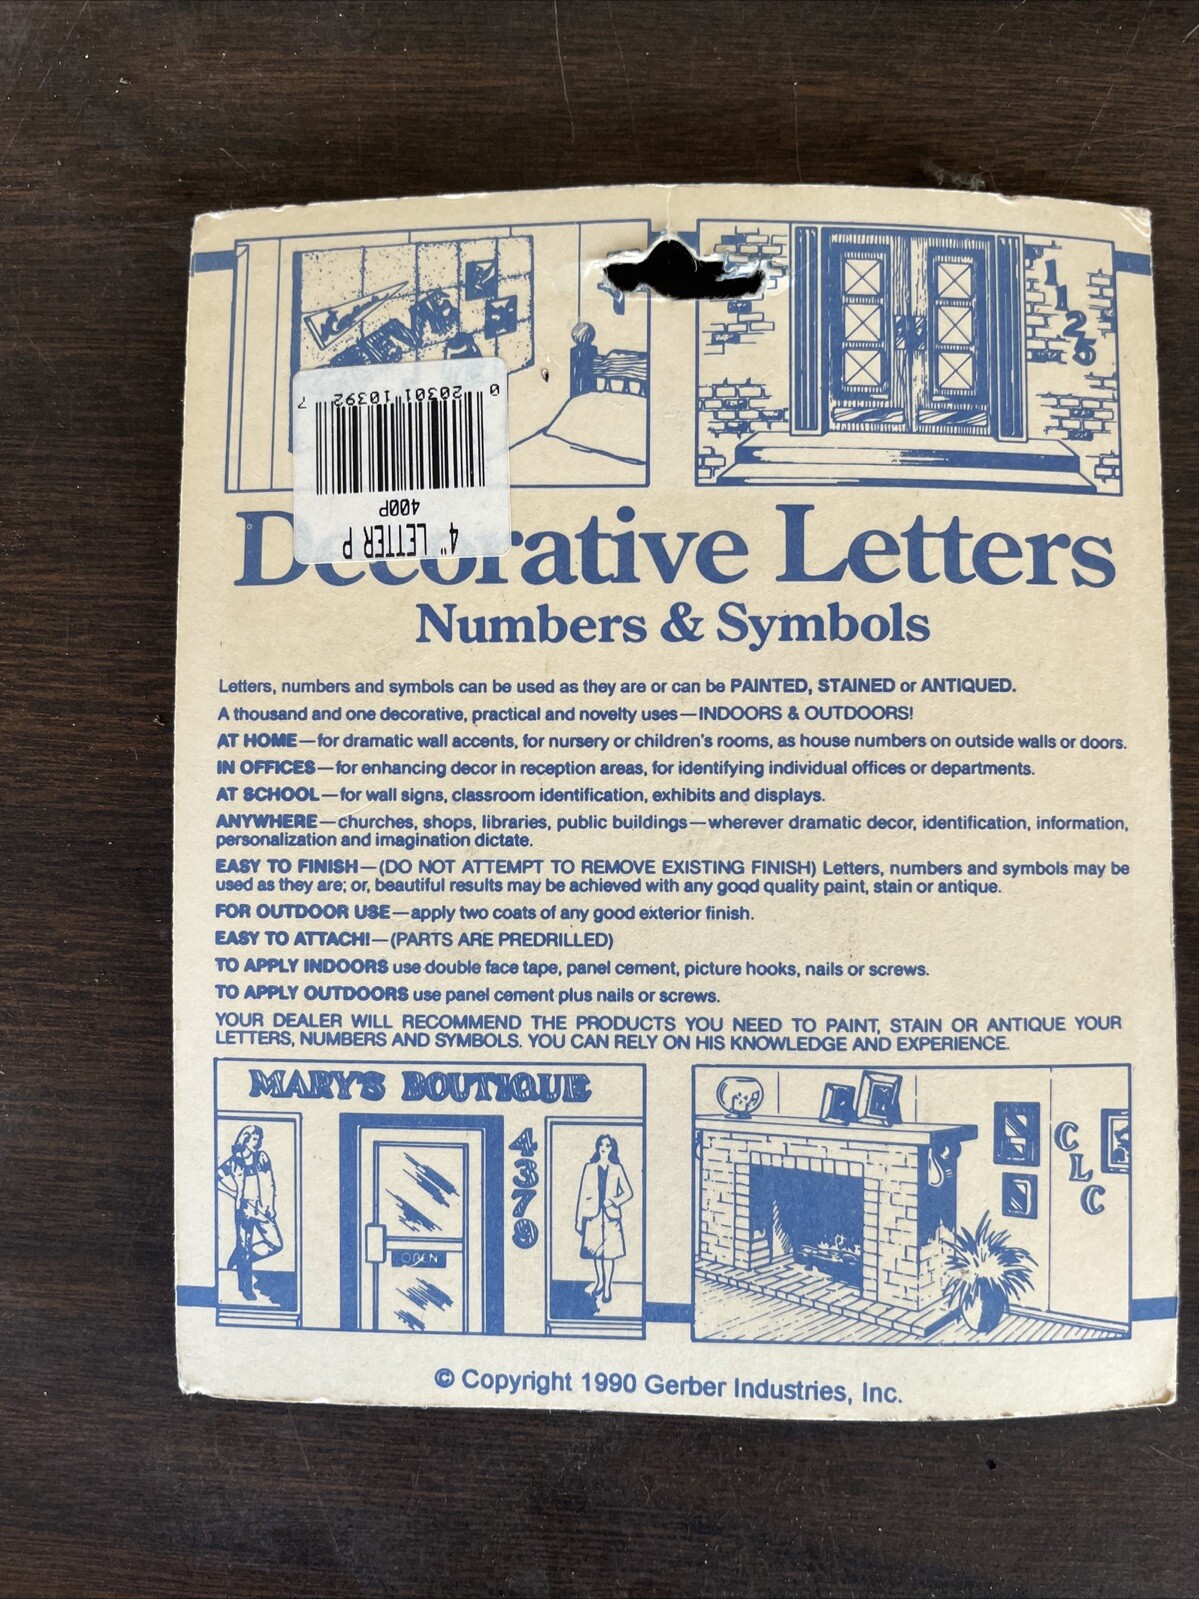 STEVE
1
1
2
5
0 20301 10392 7
400P
4" LETTER P
Decorative Letters
Numbers & Symbols
Letters, numbers and symbols can be used as they are or can be PAINTED, STAINED or ANTIQUED.
A thousand and one decorative, practical and novelty uses—INDOORS & OUTDOORS!
AT HOME—for dramatic wall accents, for nursery or children's rooms, as house numbers on outside walls or doors.
IN OFFICES—for enhancing decor in reception areas, for identifying individual offices or departments.
AT SCHOOL—for wall signs, classroom identification, exhibits and displays.
ANYWHERE—churches, shops, libraries, public buildings—wherever dramatic decor, identification, information,
personalization and imagination dictate.
EASY TO FINISH—(DO NOT ATTEMPT TO REMOVE EXISTING FINISH) Letters, numbers and symbols may be
used as they are; or, beautiful results may be achieved with any good quality paint, stain or antique.
FOR OUTDOOR USE—apply two coats of any good exterior finish.
EASY TO ATTACH!—(PARTS ARE PREDRILLED)
TO APPLY INDOORS use double face tape, panel cement, picture hooks, nails or screws.
TO APPLY OUTDOORS use panel cement plus nails or screws.
YOUR DEALER WILL RECOMMEND THE PRODUCTS YOU NEED TO PAINT, STAIN OR ANTIQUE YOUR
LETTERS, NUMBERS AND SYMBOLS. YOU CAN RELY ON HIS KNOWLEDGE AND EXPERIENCE.
MARY'S BOUTIQUE
4
3
7
9
OPEN
C
L
C
© Copyright 1990 Gerber Industries, Inc.